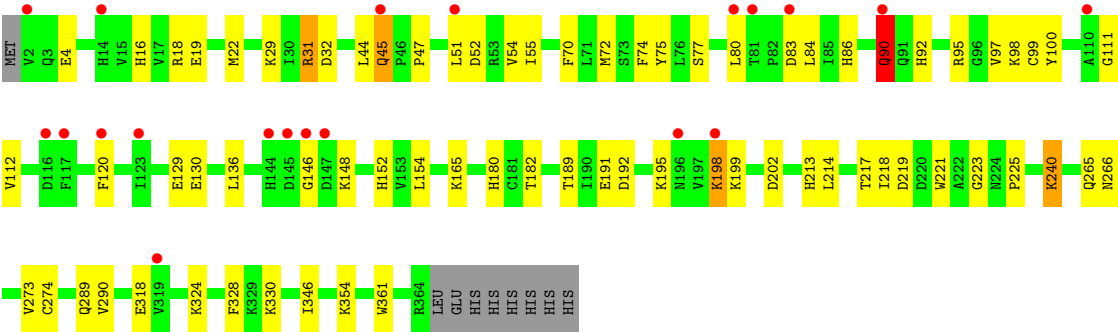 MET V2 Q3 E4 H14 V15 H16 V17 R18 E19 M22 K29 I30 R31 D32 L44 Q45 P46 P47 L51 D52 R53 V54 I55 F70 L71 M72 S73 F74 Y75 L76 S77 L80 T81 P82 D83 L84 I85 H86 Q90 Q91 H92 R95 G96 V97 K98 C99 Y100 A110 G111
V112 D116 F117 F120 I123 E129 E130 L136 H144 D145 G146 D147 K148 H152 V153 L154 K165 H180 C181 T182 T189 I190 E191 D192 K195 N196 V197 K198 K199 D202 H213 L214 T217 I218 D219 D220 W221 A222 G223 N224 P225 K240 Q265 N266
V273 C274 Q289 V290 E318 V319 K324 F328 K329 K330 I346 K354 W361 R364 LEU GLU HIS HIS HIS HIS HIS HIS